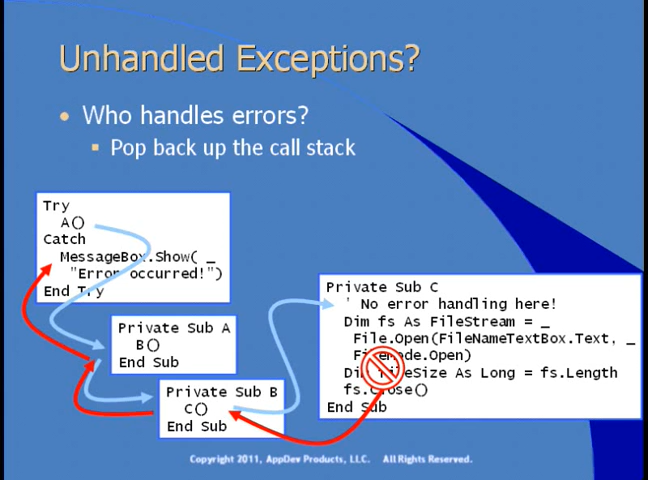 Unhandled Exceptions?
Who handles errors?
Pop back up the call stack
Try
A()
Catch
MessageBox.Show( _
"Error occurred!")
End Try
Private Sub A
B()
End Sub
Private Sub B
C()
End Sub
Private Sub C
' No error handling here!
Dim fs As FileStream = _
File.Open(FileNameTextBox.Text, _
FileMode.Open)
Dim FileSize As Long = fs.Length
fs.Close()
End Sub
Copyright 2011, AppDev Products, LLC. All Rights Reserved.